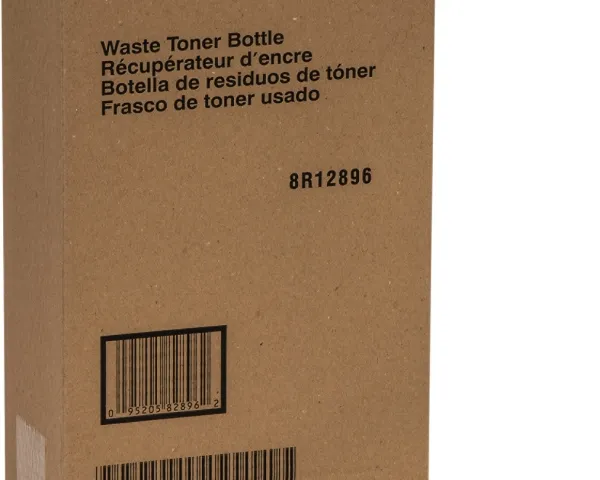 Waste Toner Bottle
Récupérateur d'encre
Botella de residuos de tóner
Frasco de toner usado
8R12896
0 95205 82896 2